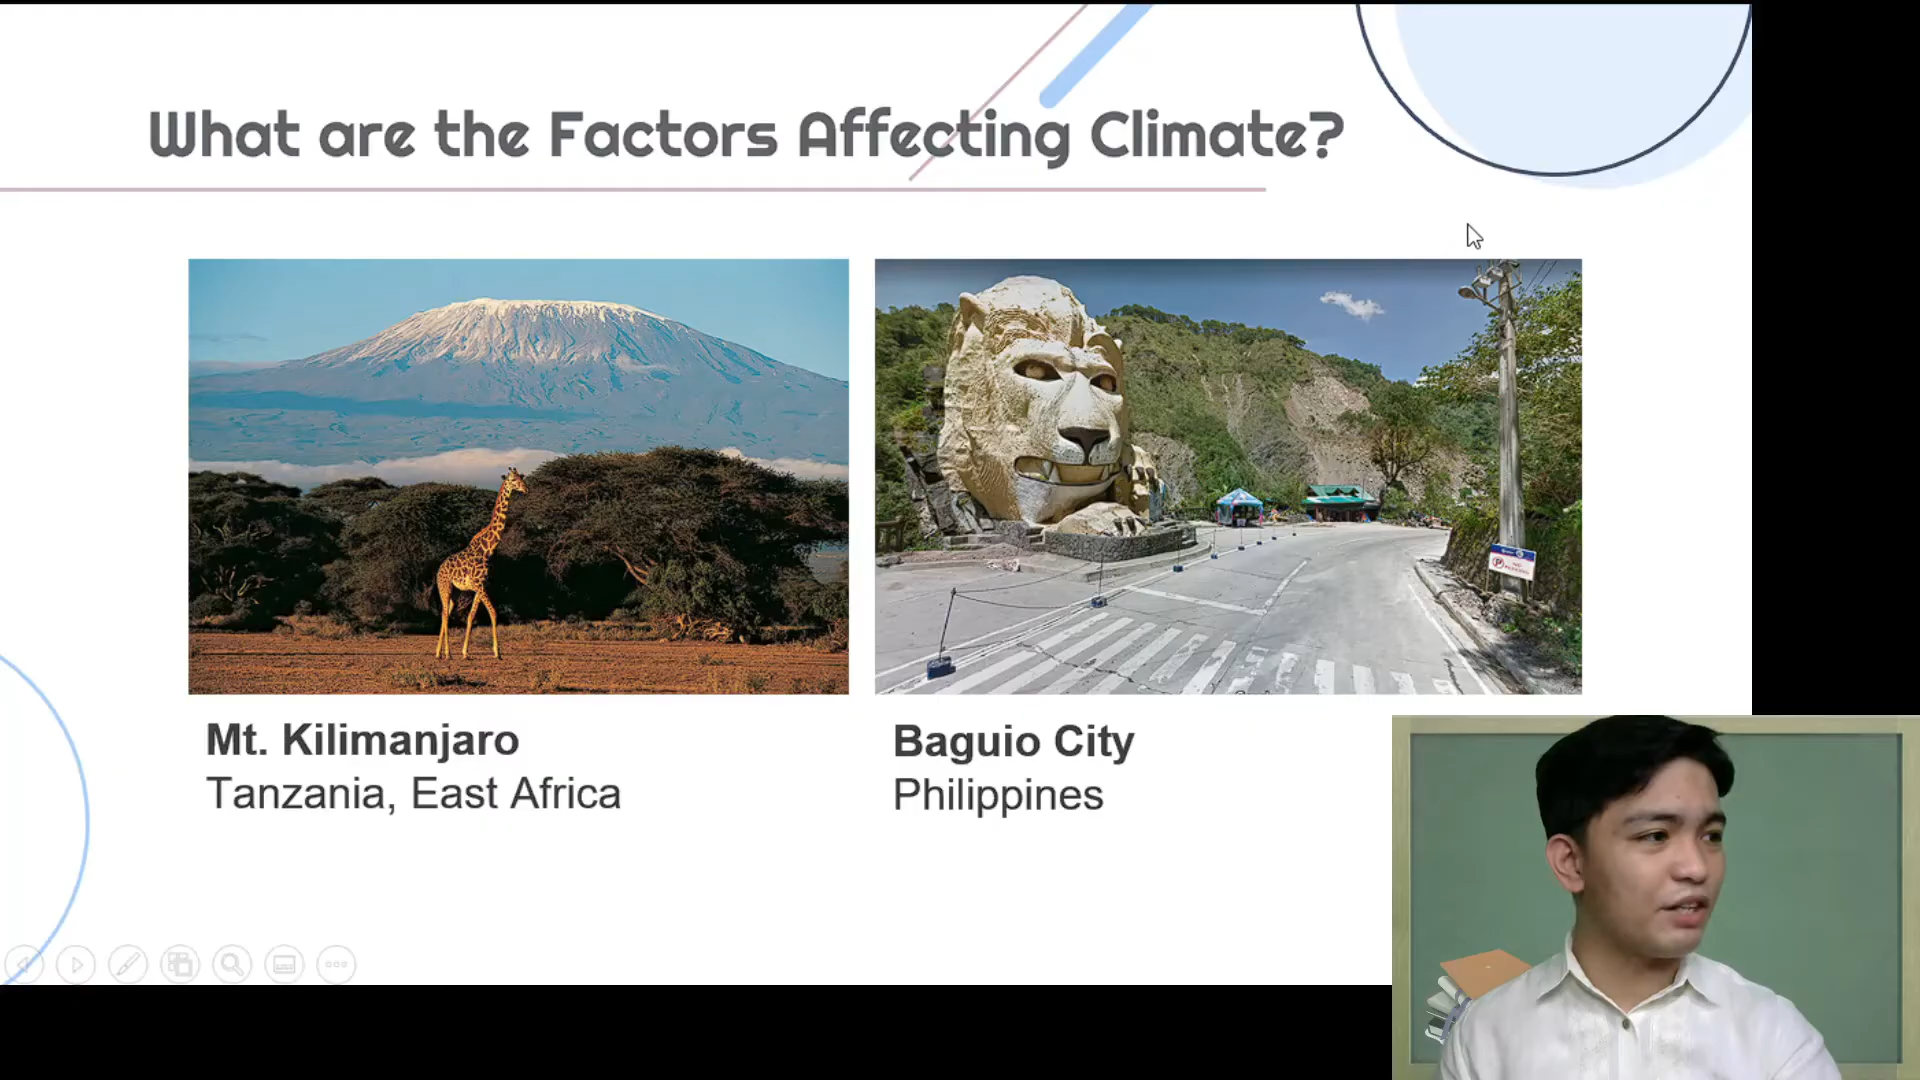 What are the Factors Affecting Climate?
Mt. Kilimanjaro
Tanzania, East Africa
Baguio City
Philippines